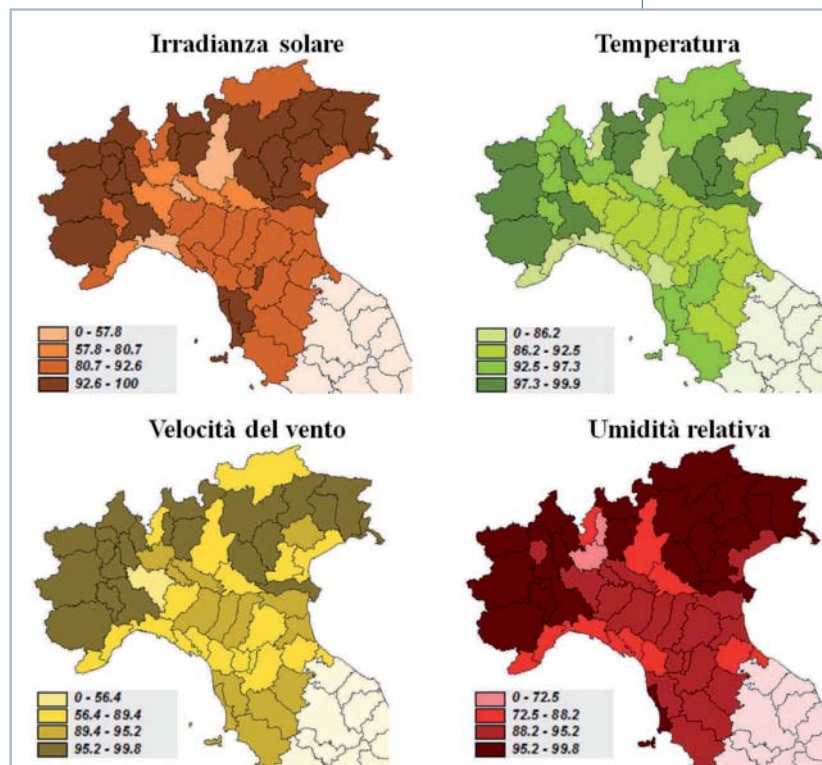 Irradianza solare
0 - 57.8
57.8 - 80.7
80.7 - 92.6
92.6 - 100
Temperatura
0 - 86.2
86.2 - 92.5
92.5 - 97.3
97.3 - 99.9
Velocità del vento
0 - 56.4
56.4 - 89.4
89.4 - 95.2
95.2 - 99.8
Umidità relativa
0 - 72.5
72.5 - 88.2
88.2 - 95.2
95.2 - 99.8